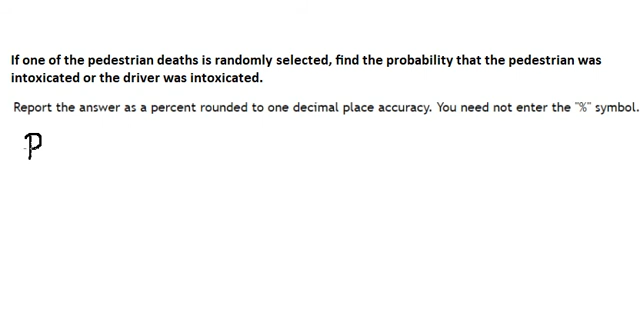 If one of the pedestrian deaths is randomly selected, find the probability that the pedestrian was
intoxicated or the driver was intoxicated.
Report the answer as a percent rounded to one decimal place accuracy. You need not enter the "%" symbol.
P